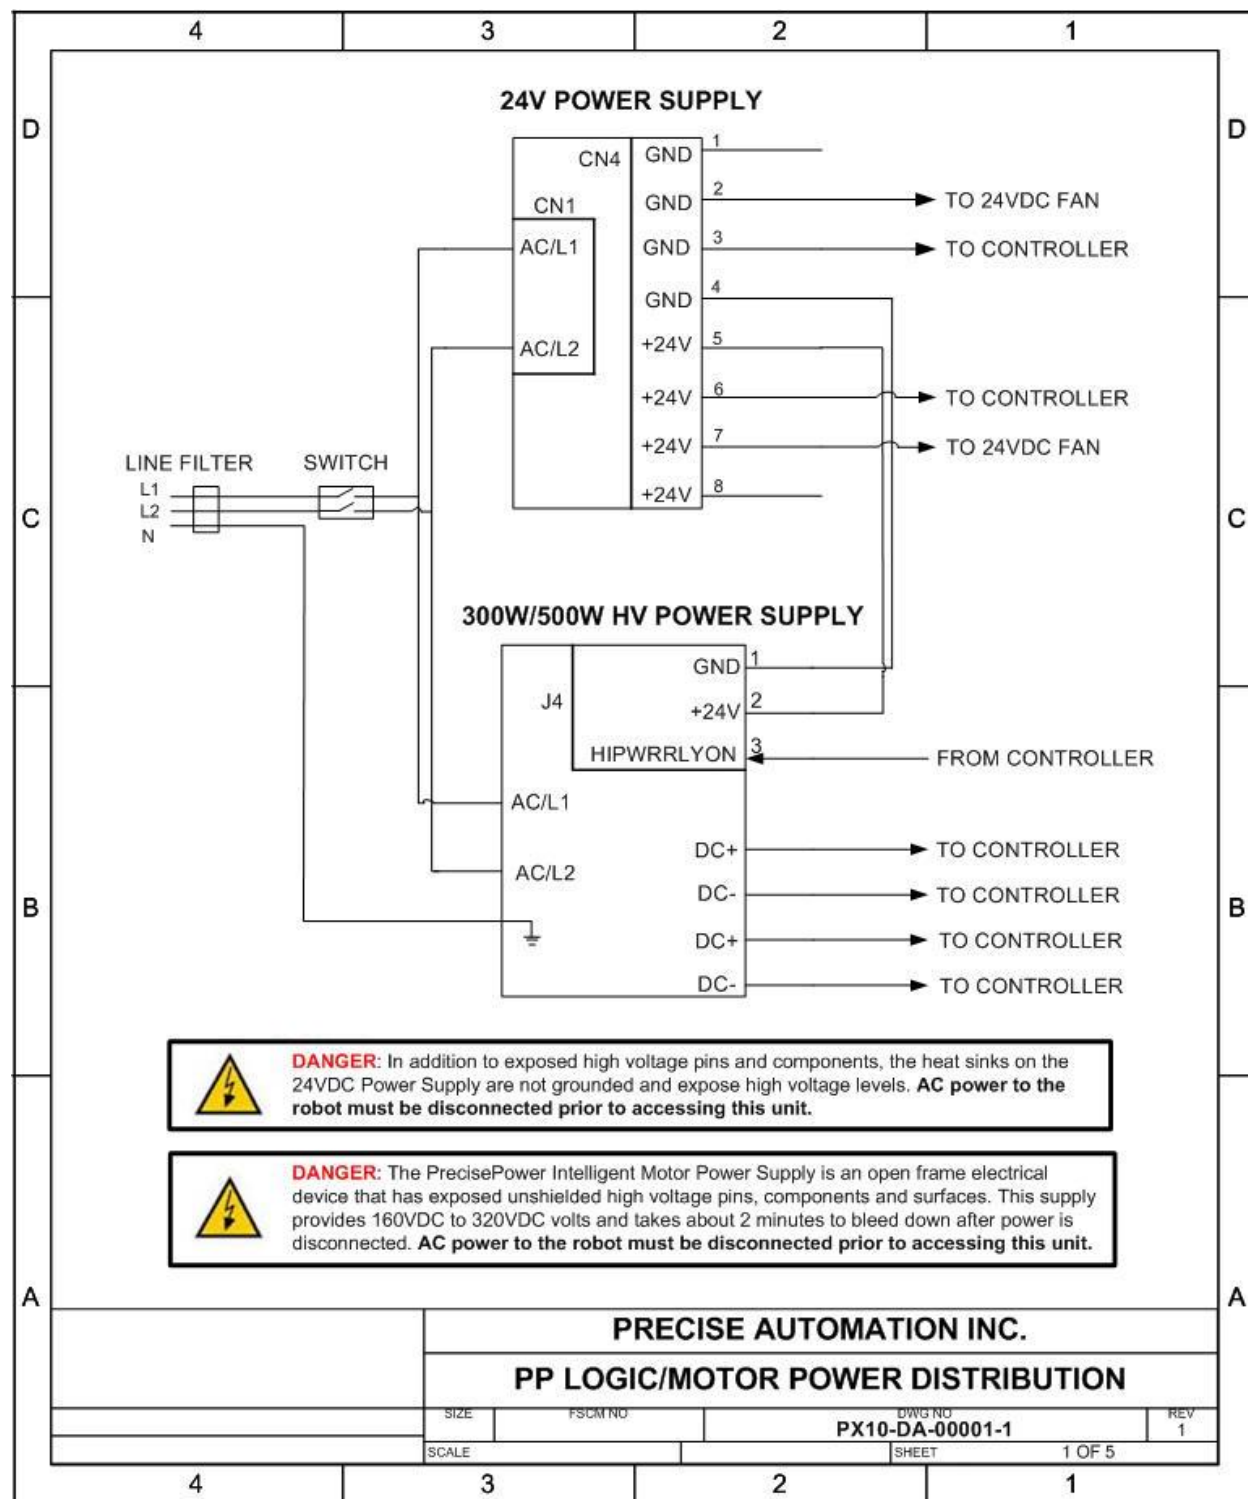 4 3 2 1
24V POWER SUPPLY
D D
CN4 GND 1
CN1 GND 2 TO 24VDC FAN
AC/L1 GND 3 TO CONTROLLER
GND 4
AC/L2 +24V 5
+24V 6 TO CONTROLLER
+24V 7 TO 24VDC FAN
LINE FILTER SWITCH
L1 +24V 8
L2
C C
N
300W/500W HV POWER SUPPLY
GND 1
J4 +24V 2
HIPWRRLYON 3 FROM CONTROLLER
AC/L1
DC+ TO CONTROLLER
AC/L2
DC- TO CONTROLLER
B B
DC+ TO CONTROLLER
DC- TO CONTROLLER
DANGER: In addition to exposed high voltage pins and components, the heat sinks on the
24VDC Power Supply are not grounded and expose high voltage levels. AC power to the
robot must be disconnected prior to accessing this unit.
DANGER: The PrecisePower Intelligent Motor Power Supply is an open frame electrical
device that has exposed unshielded high voltage pins, components and surfaces. This supply
provides 160VDC to 320VDC volts and takes about 2 minutes to bleed down after power is
disconnected. AC power to the robot must be disconnected prior to accessing this unit.
A A
PRECISE AUTOMATION INC.
PP LOGIC/MOTOR POWER DISTRIBUTION
SIZE FSCM NO DWG NO REV
PX10-DA-00001-1 1
SCALE SHEET 1 OF 5
4 3 2 1